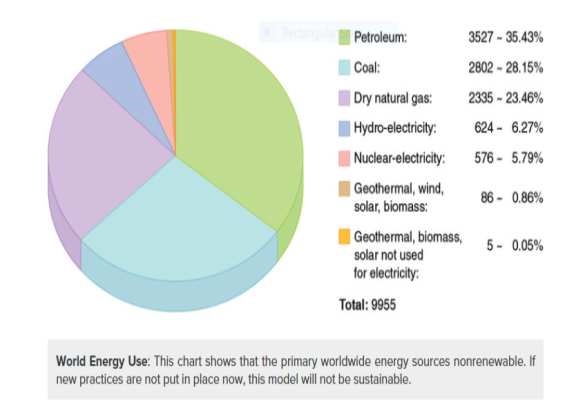 Rectangular
Petroleum: 3527 ~ 35.43%
Coal: 2802 ~ 28.15%
Dry natural gas: 2335 ~ 23.46%
Hydro-electricity: 624 ~ 6.27%
Nuclear-electricity: 576 ~ 5.79%
Geothermal, wind,
solar, biomass: 86 ~ 0.86%
Geothermal, biomass,
solar not used 5 ~ 0.05%
for electricity:
Total: 9955
World Energy Use: This chart shows that the primary worldwide energy sources nonrenewable. If
new practices are not put in place now, this model will not be sustainable.